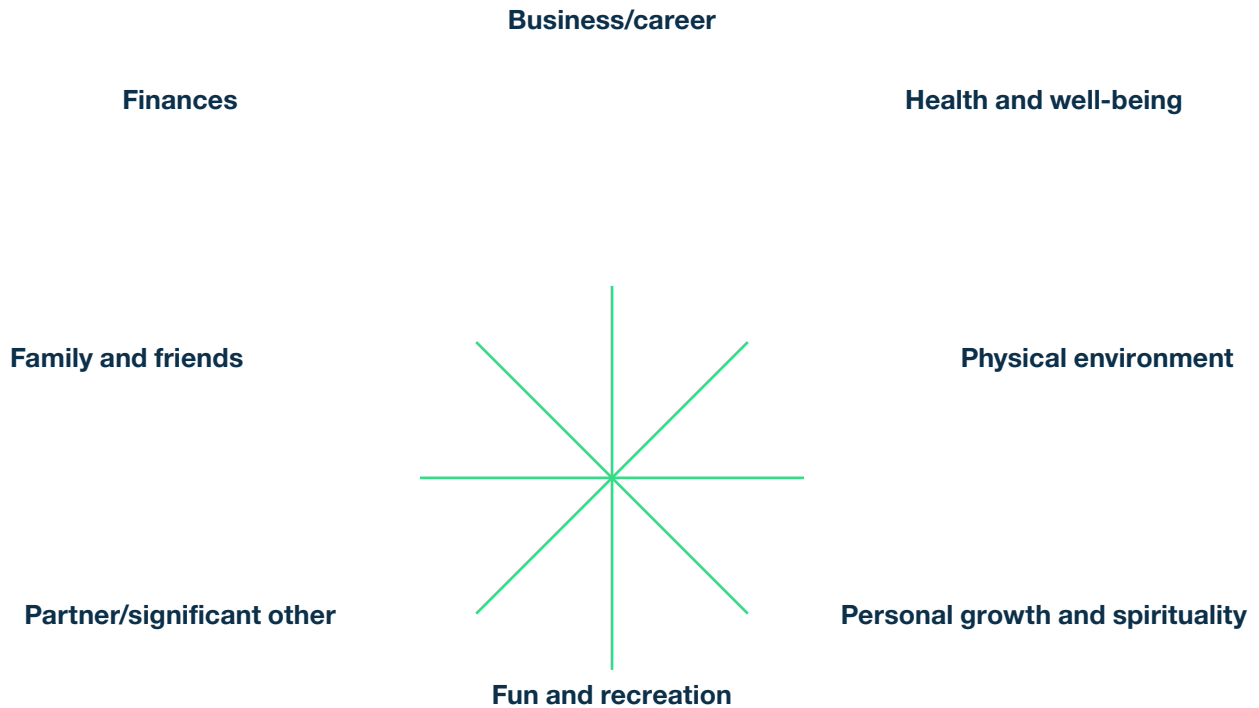 Business/career
Finances
Health and well-being
Family and friends
Physical environment
Partner/significant other
Personal growth and spirituality
Fun and recreation